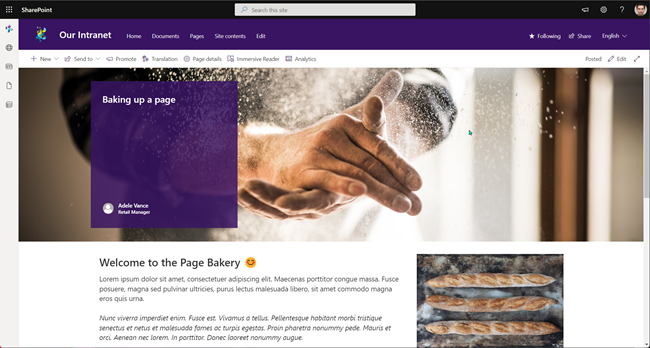 SharePoint
Search this site
Our Intranet
Home Documents Pages Site contents Edit
Following Share English
New Send to Promote Translation Page details Immersive Reader Analytics
Posted Edit
Baking up a page
Adele Vance
Retail Manager
Welcome to the Page Bakery 😊
Lorem ipsum dolor sit amet, consectetuer adipiscing elit. Maecenas porttitor congue massa. Fusce
posuere, magna sed pulvinar ultricies, purus lectus malesuada libero, sit amet commodo magna
eros quis urna.
Nunc viverra imperdiet enim. Fusce est. Vivamus a tellus. Pellentesque habitant morbi tristique
senectus et netus et malesuada fames ac turpis egestas. Proin pharetra nonummy pede. Mauris et
orci. Aenean nec lorem. In porttitor. Donec laoreet nonummy augue.